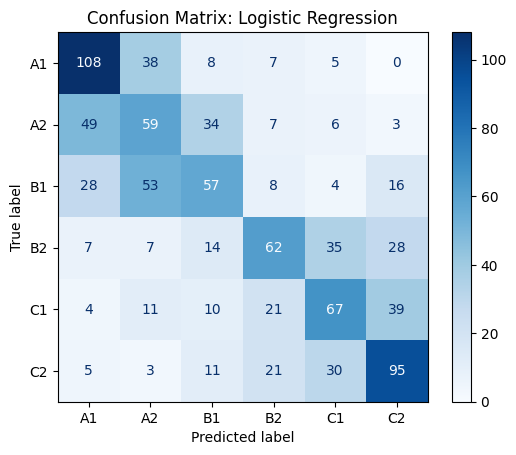 Confusion Matrix: Logistic Regression
A1 108 38 8 7 5 0
A2 49 59 34 7 6 3
B1 28 53 57 8 4 16
B2 7 7 14 62 35 28
C1 4 11 10 21 67 39
C2 5 3 11 21 30 95
A1 A2 B1 B2 C1 C2
Predicted label
True label
100
80
60
40
20
0